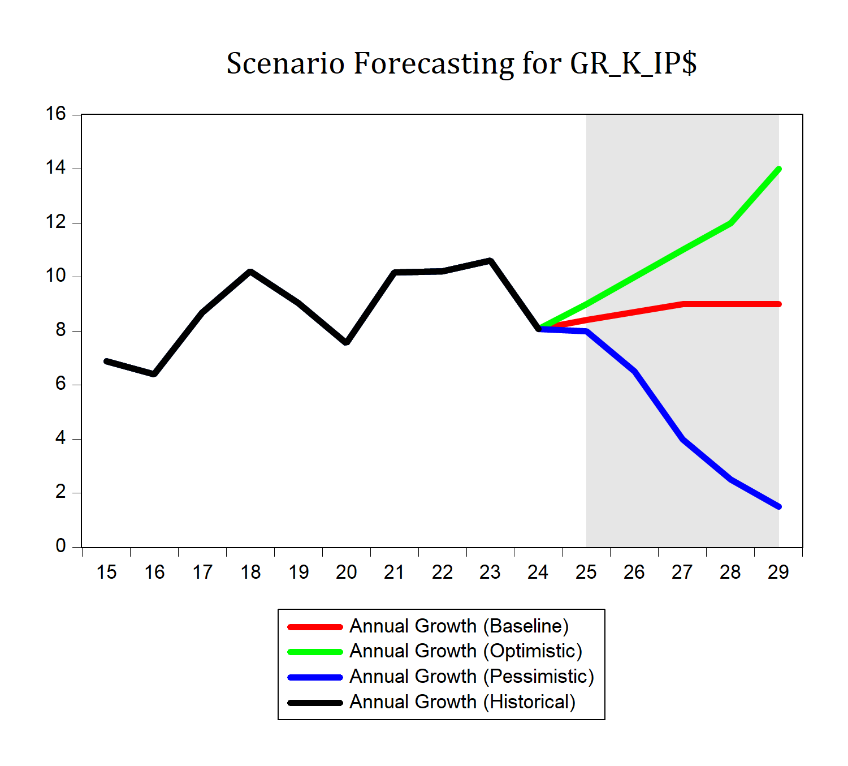 Scenario Forecasting for GR_K_IP$
16
14
12
10
8
6
4
2
0
15 16 17 18 19 20 21 22 23 24 25 26 27 28 29
Annual Growth (Baseline)
Annual Growth (Optimistic)
Annual Growth (Pessimistic)
Annual Growth (Historical)